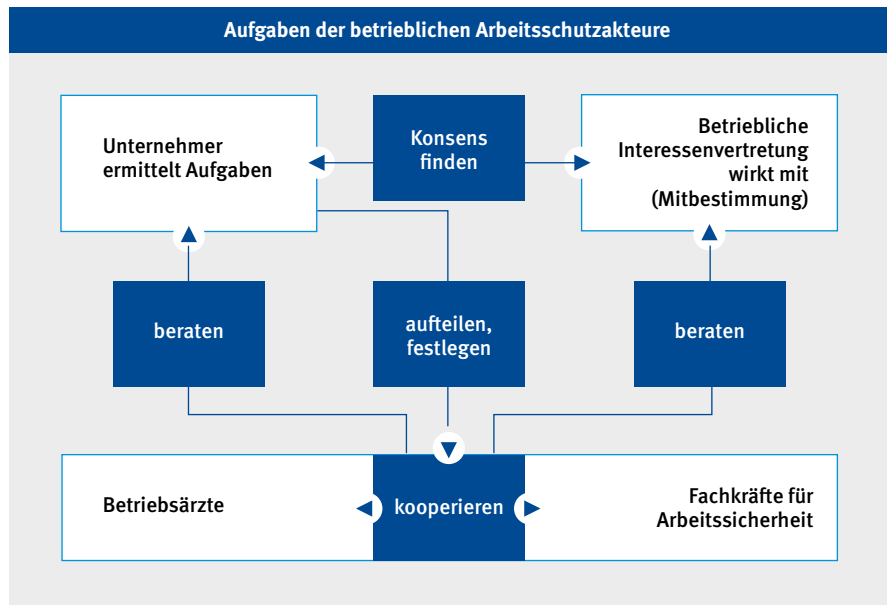 Aufgaben der betrieblichen Arbeitsschutzakteure
Unternehmer
ermittelt Aufgaben
Konsens
finden
Betriebliche
Interessenvertretung
wirkt mit
(Mitbestimmung)
beraten
aufteilen,
festlegen
beraten
Betriebsärzte
kooperieren
Fachkräfte für
Arbeitssicherheit